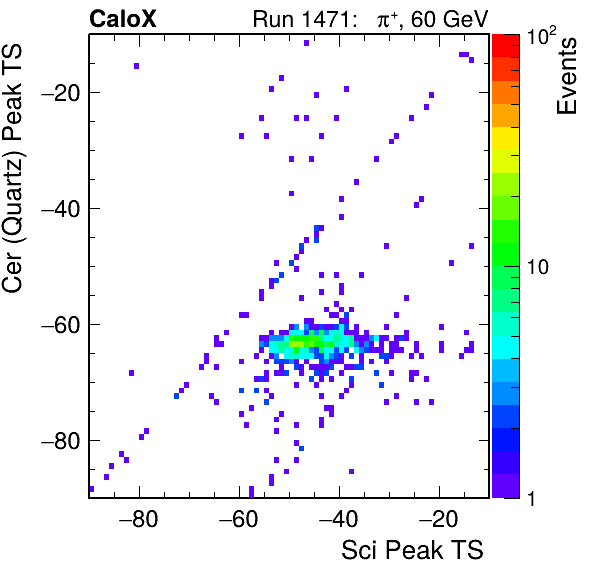 CaloX Run 1471: π⁺, 60 GeV
Cer (Quartz) Peak TS
−20
−40
−60
−80
−80 −60 −40 −20
Sci Peak TS
10²
10
1
Events